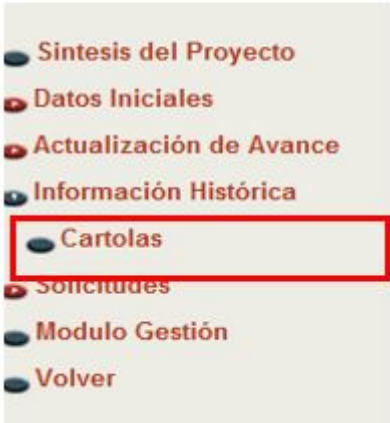 Sintesis del Proyecto
Datos Iniciales
Actualización de Avance
Información Histórica
Cartolas
Solicitudes
Modulo Gestión
Volver